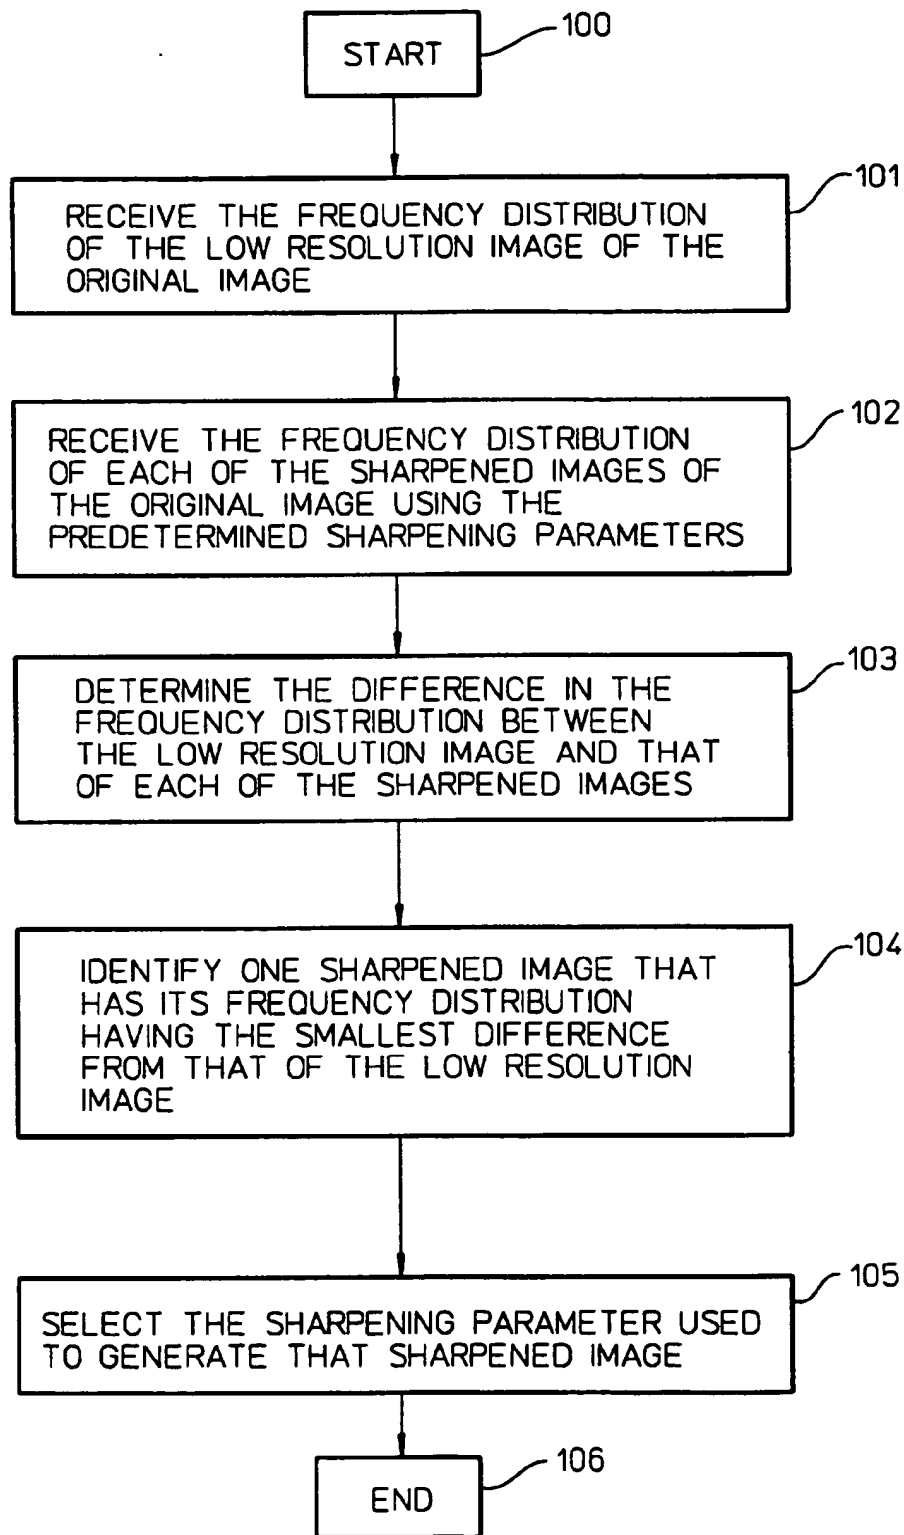 START
100
101
RECEIVE THE FREQUENCY DISTRIBUTION
OF THE LOW RESOLUTION IMAGE OF THE
ORIGINAL IMAGE
102
RECEIVE THE FREQUENCY DISTRIBUTION
OF EACH OF THE SHARPENED IMAGES OF
THE ORIGINAL IMAGE USING THE
PREDETERMINED SHARPENING PARAMETERS
103
DETERMINE THE DIFFERENCE IN THE
FREQUENCY DISTRIBUTION BETWEEN
THE LOW RESOLUTION IMAGE AND THAT
OF EACH OF THE SHARPENED IMAGES
104
IDENTIFY ONE SHARPENED IMAGE THAT
HAS ITS FREQUENCY DISTRIBUTION
HAVING THE SMALLEST DIFFERENCE
FROM THAT OF THE LOW RESOLUTION
IMAGE
105
SELECT THE SHARPENING PARAMETER USED
TO GENERATE THAT SHARPENED IMAGE
106
END